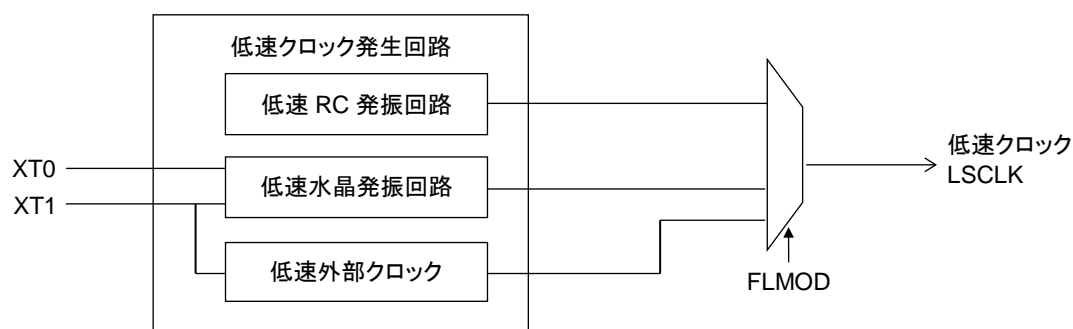 低速クロック発生回路
低速 RC 発振回路
XT0
XT1
低速水晶発振回路
低速外部クロック
低速クロック
LSCLK
FLMOD